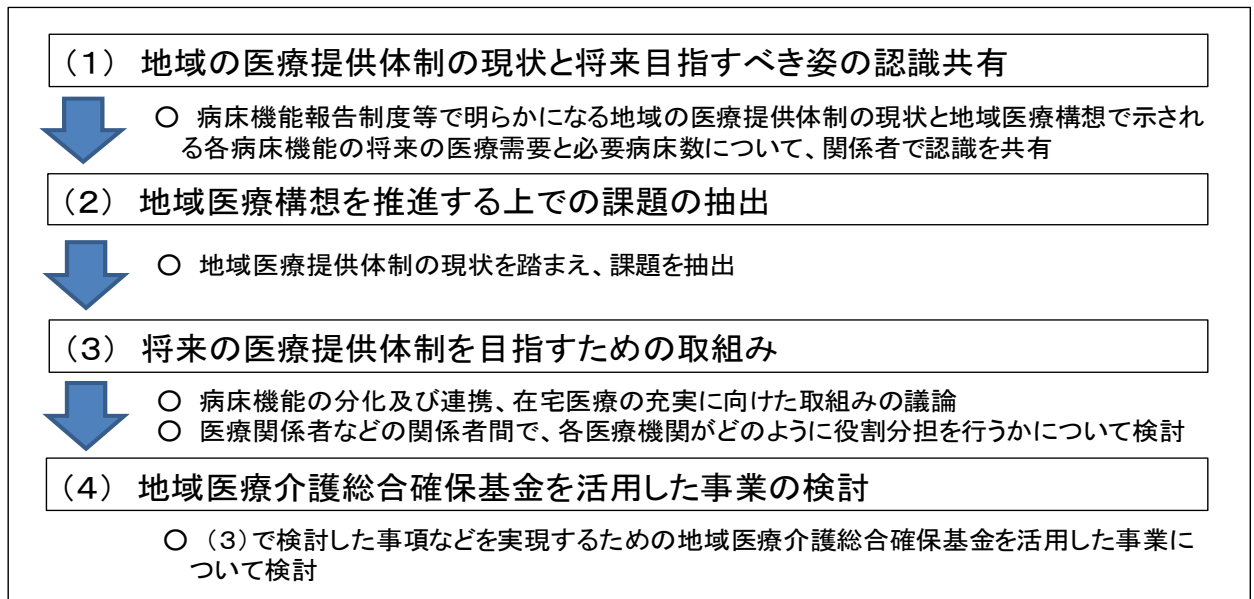 （１） 地域の医療提供体制の現状と将来目指すべき姿の認識共有
○ 病床機能報告制度等で明らかになる地域の医療提供体制の現状と地域医療構想で示され
る各病床機能の将来の医療需要と必要病床数について、関係者で認識を共有
（２） 地域医療構想を推進する上での課題の抽出
○ 地域医療提供体制の現状を踏まえ、課題を抽出
（３） 将来の医療提供体制を目指すための取組み
○ 病床機能の分化及び連携、在宅医療の充実に向けた取組みの議論
○ 医療関係者などの関係者間で、各医療機関がどのように役割分担を行うかについて検討
（４） 地域医療介護総合確保基金を活用した事業の検討
○ （３）で検討した事項などを実現するための地域医療介護総合確保基金を活用した事業に
ついて検討